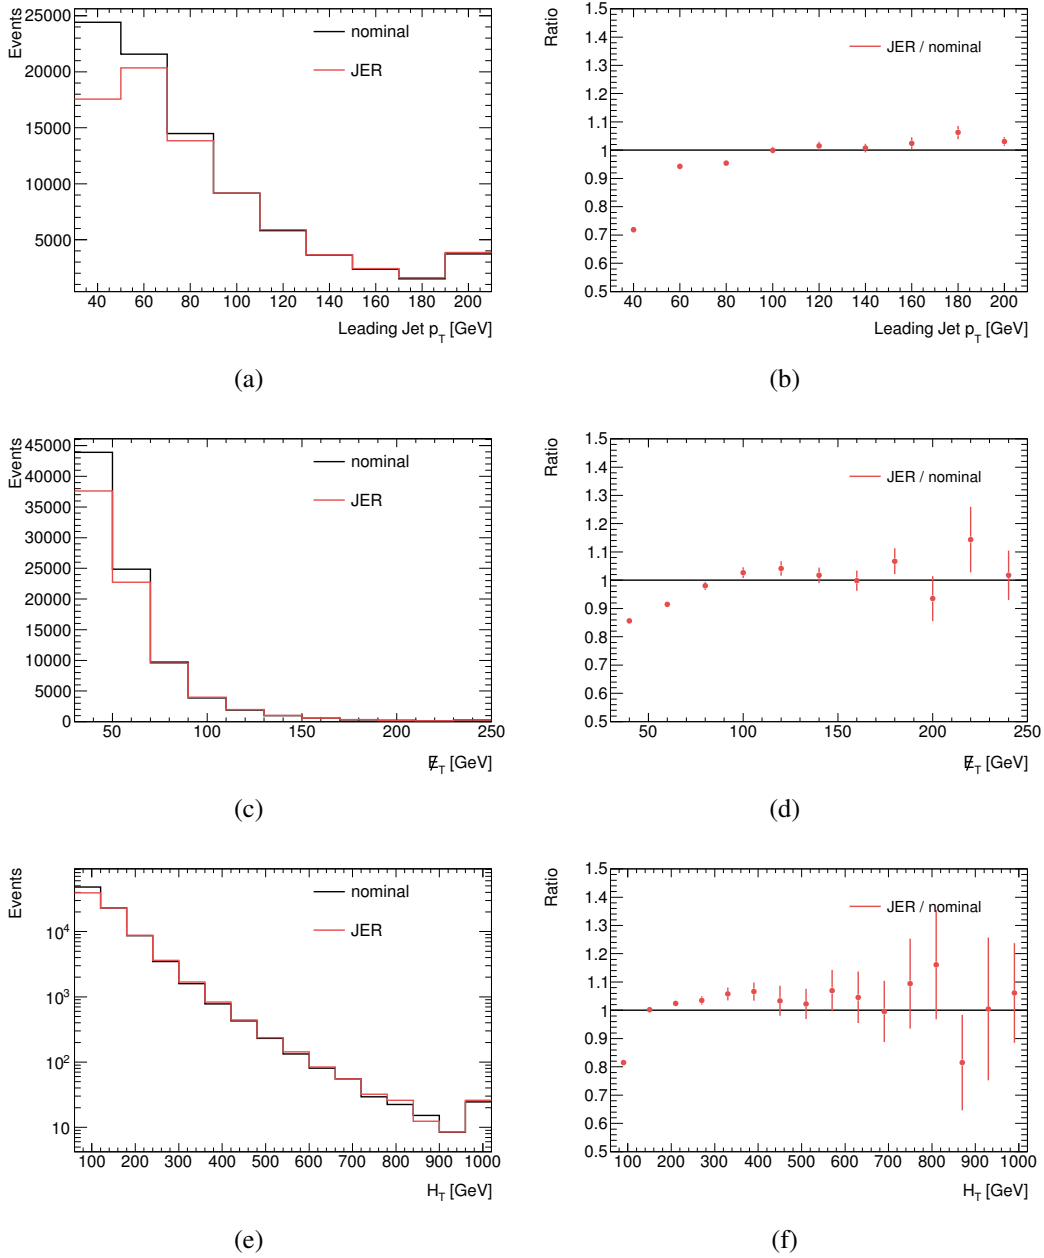 Events
25000
20000
15000
10000
5000
nominal
JER
40 60 80 100 120 140 160 180 200
Leading Jet p_T [GeV]
(a)
Ratio
1.5
1.4
1.3
1.2
1.1
1
0.9
0.8
0.7
0.6
0.5
JER / nominal
40 60 80 100 120 140 160 180 200
Leading Jet p_T [GeV]
(b)
Events
45000
40000
35000
30000
25000
20000
15000
10000
5000
0
nominal
JER
50 100 150 200 250
E̸_T [GeV]
(c)
Ratio
1.5
1.4
1.3
1.2
1.1
1
0.9
0.8
0.7
0.6
0.5
JER / nominal
50 100 150 200 250
E̸_T [GeV]
(d)
Events
10^4
10^3
10^2
10
nominal
JER
100 200 300 400 500 600 700 800 900 1000
H_T [GeV]
(e)
Ratio
1.5
1.4
1.3
1.2
1.1
1
0.9
0.8
0.7
0.6
0.5
JER / nominal
100 200 300 400 500 600 700 800 900 1000
H_T [GeV]
(f)